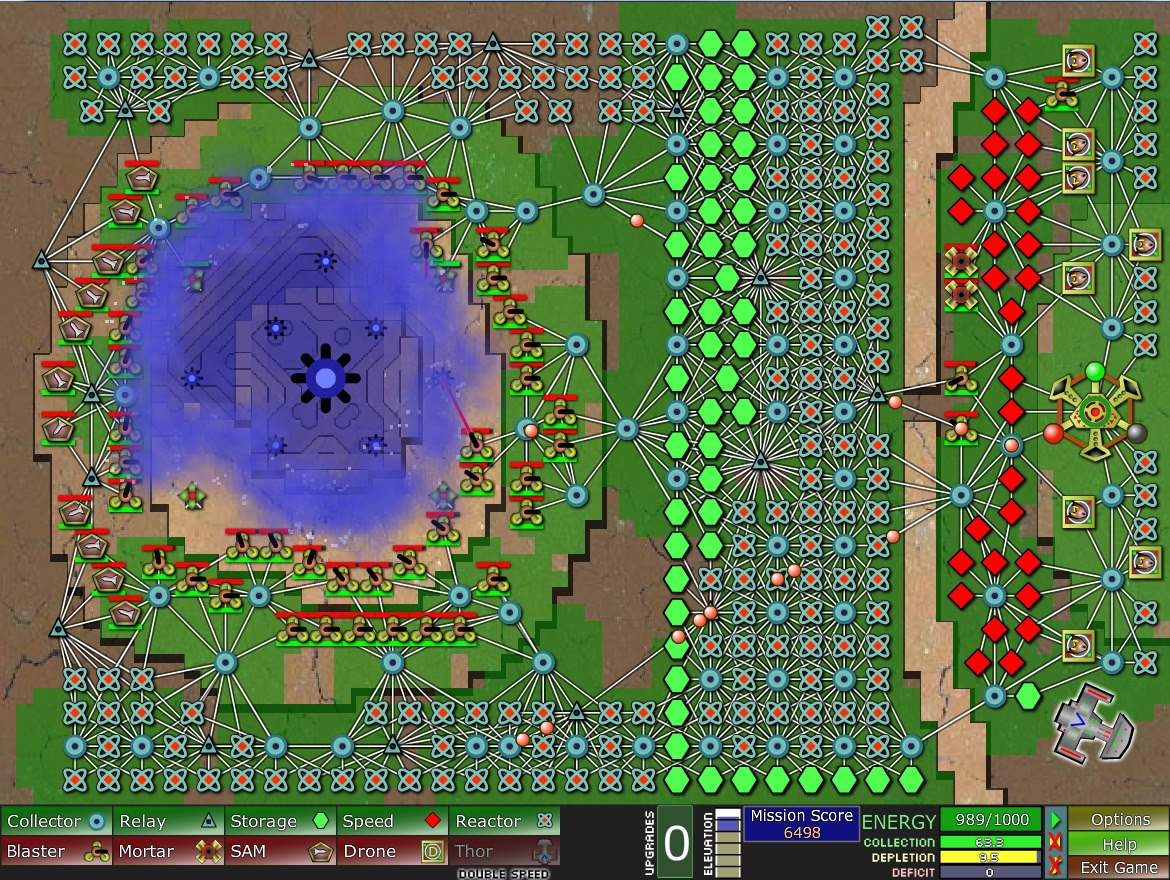 Collector Relay Storage Speed Reactor
Blaster Mortar SAM Drone D Thor
DOUBLE SPEED
UPGRADES
0
ELEVATION
Mission Score
6498
ENERGY 989/1000
COLLECTION 63.3
DEPLETION 9.5
DEFICIT 0
Options
Help
Exit Game